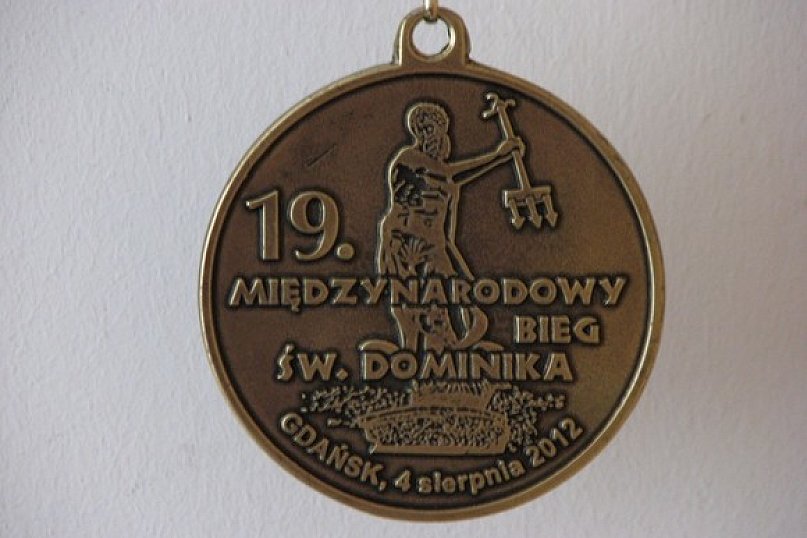 19.
MIĘDZYNARODOWY
BIEG
ŚW. DOMINIKA
GDAŃSK, 4 sierpnia 2012